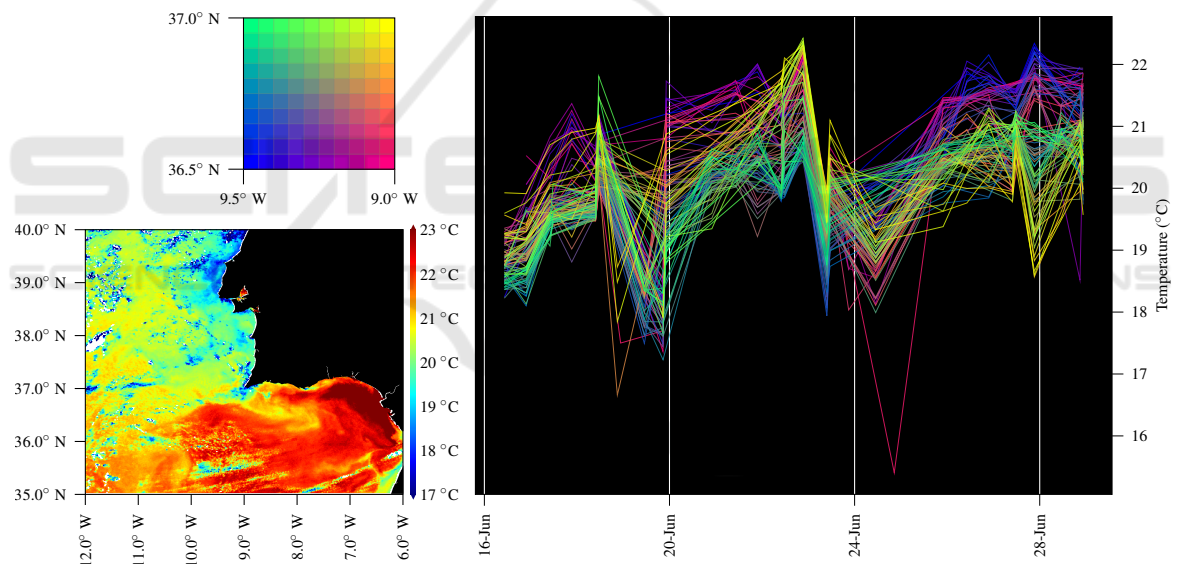 37.0° N
36.5° N
9.5° W
9.0° W
40.0° N
39.0° N
38.0° N
37.0° N
36.0° N
35.0° N
12.0° W
11.0° W
10.0° W
9.0° W
8.0° W
7.0° W
6.0° W
23 °C
22 °C
21 °C
20 °C
19 °C
18 °C
17 °C
22
21
20
19
18
17
16
Temperature (°C)
16-Jun
20-Jun
24-Jun
28-Jun